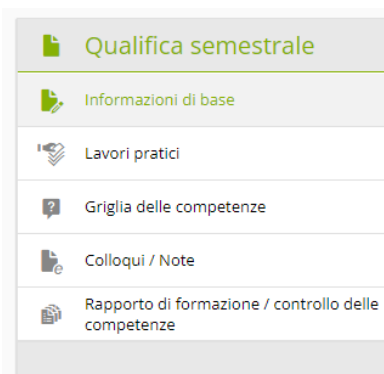 Qualifica semestrale
Informazioni di base
Lavori pratici
Griglia delle competenze
Colloqui / Note
Rapporto di formazione / controllo delle
competenze